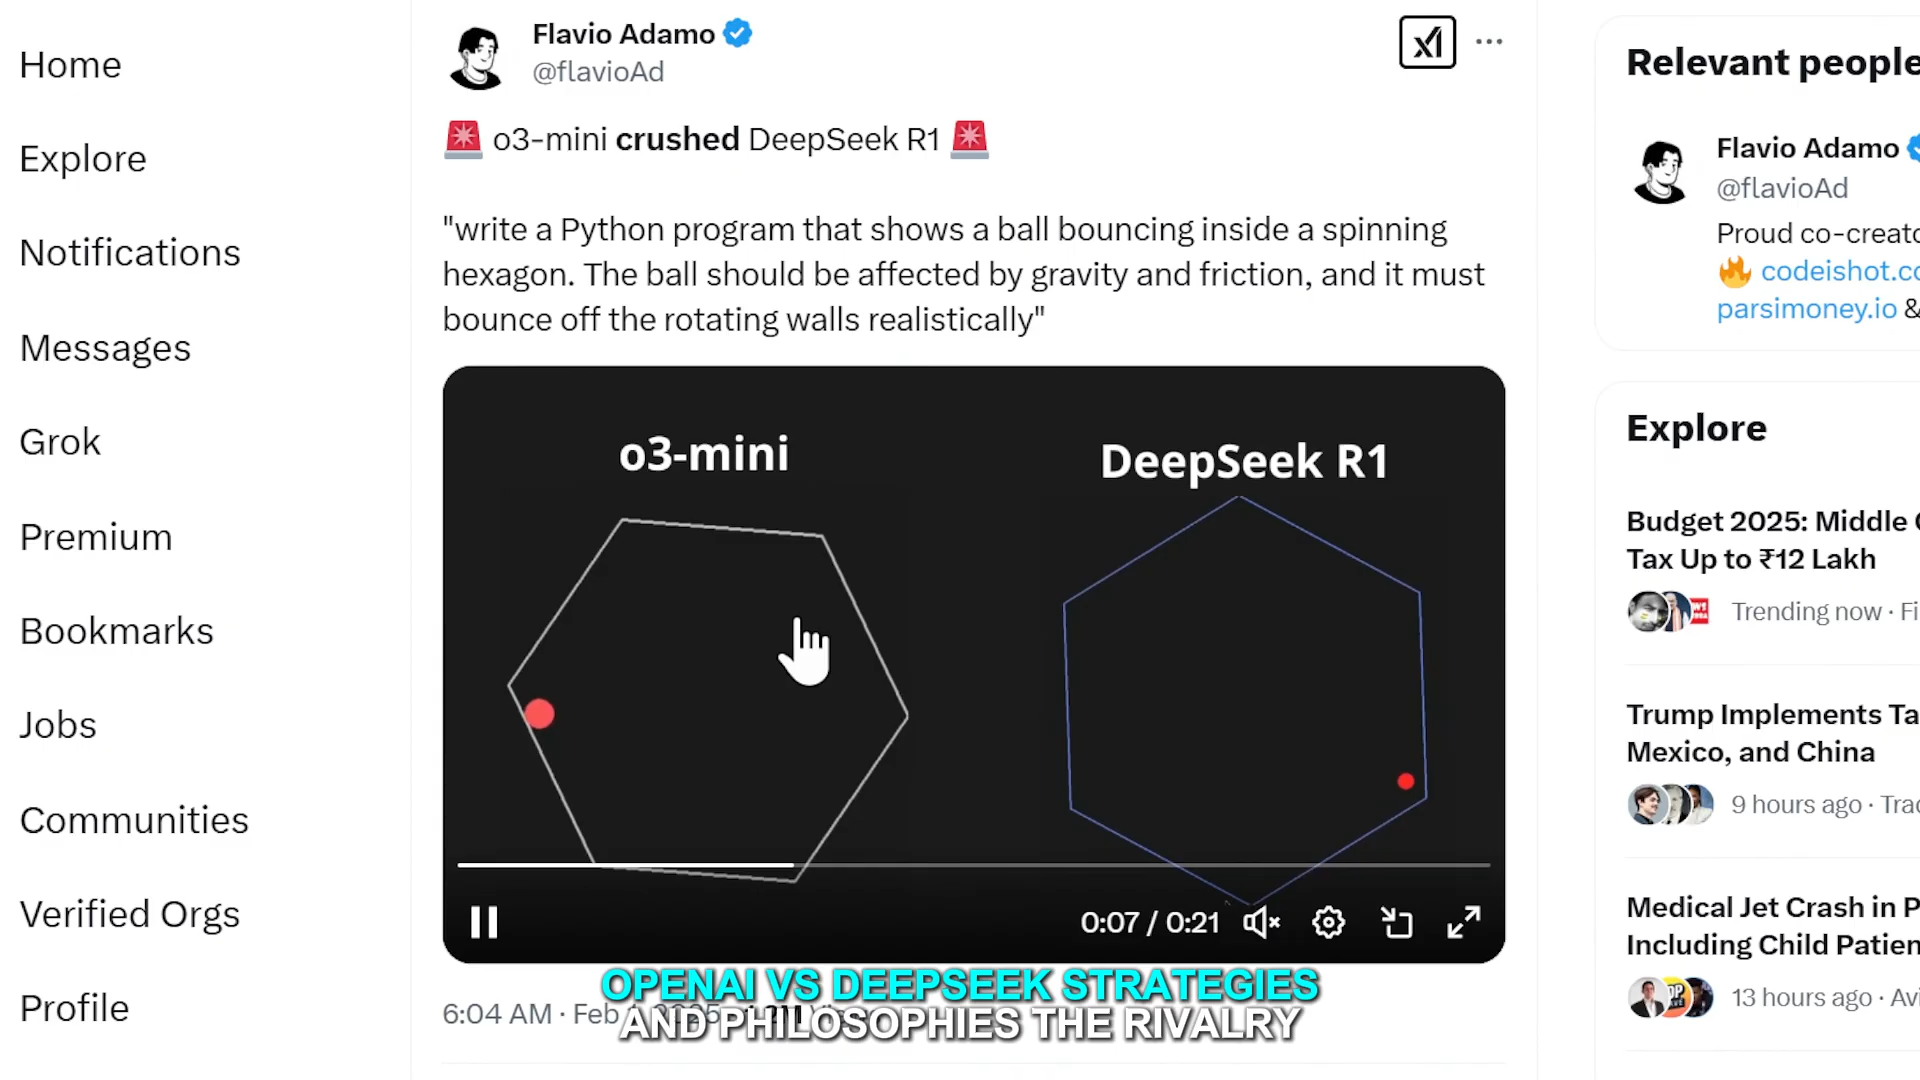 Home
Explore
Notifications
Messages
Grok
Premium
Bookmarks
Jobs
Communities
Verified Orgs
Profile
Flavio Adamo
@flavioAd
o3-mini crushed DeepSeek R1
"write a Python program that shows a ball bouncing inside a spinning
hexagon. The ball should be affected by gravity and friction, and it must
bounce off the rotating walls realistically"
o3-mini
DeepSeek R1
0:07 / 0:21
6:04 AM · Feb
OPENAI VS DEEPSEEK STRATEGIES
AND PHILOSOPHIES THE RIVALRY
Relevant people
Flavio Adamo
@flavioAd
Proud co-creato
codeishot.co
parsimoney.io &
Explore
Budget 2025: Middle C
Tax Up to ₹12 Lakh
Trending now · Fi
Trump Implements Ta
Mexico, and China
9 hours ago · Trad
Medical Jet Crash in P
Including Child Patien
13 hours ago · Avi